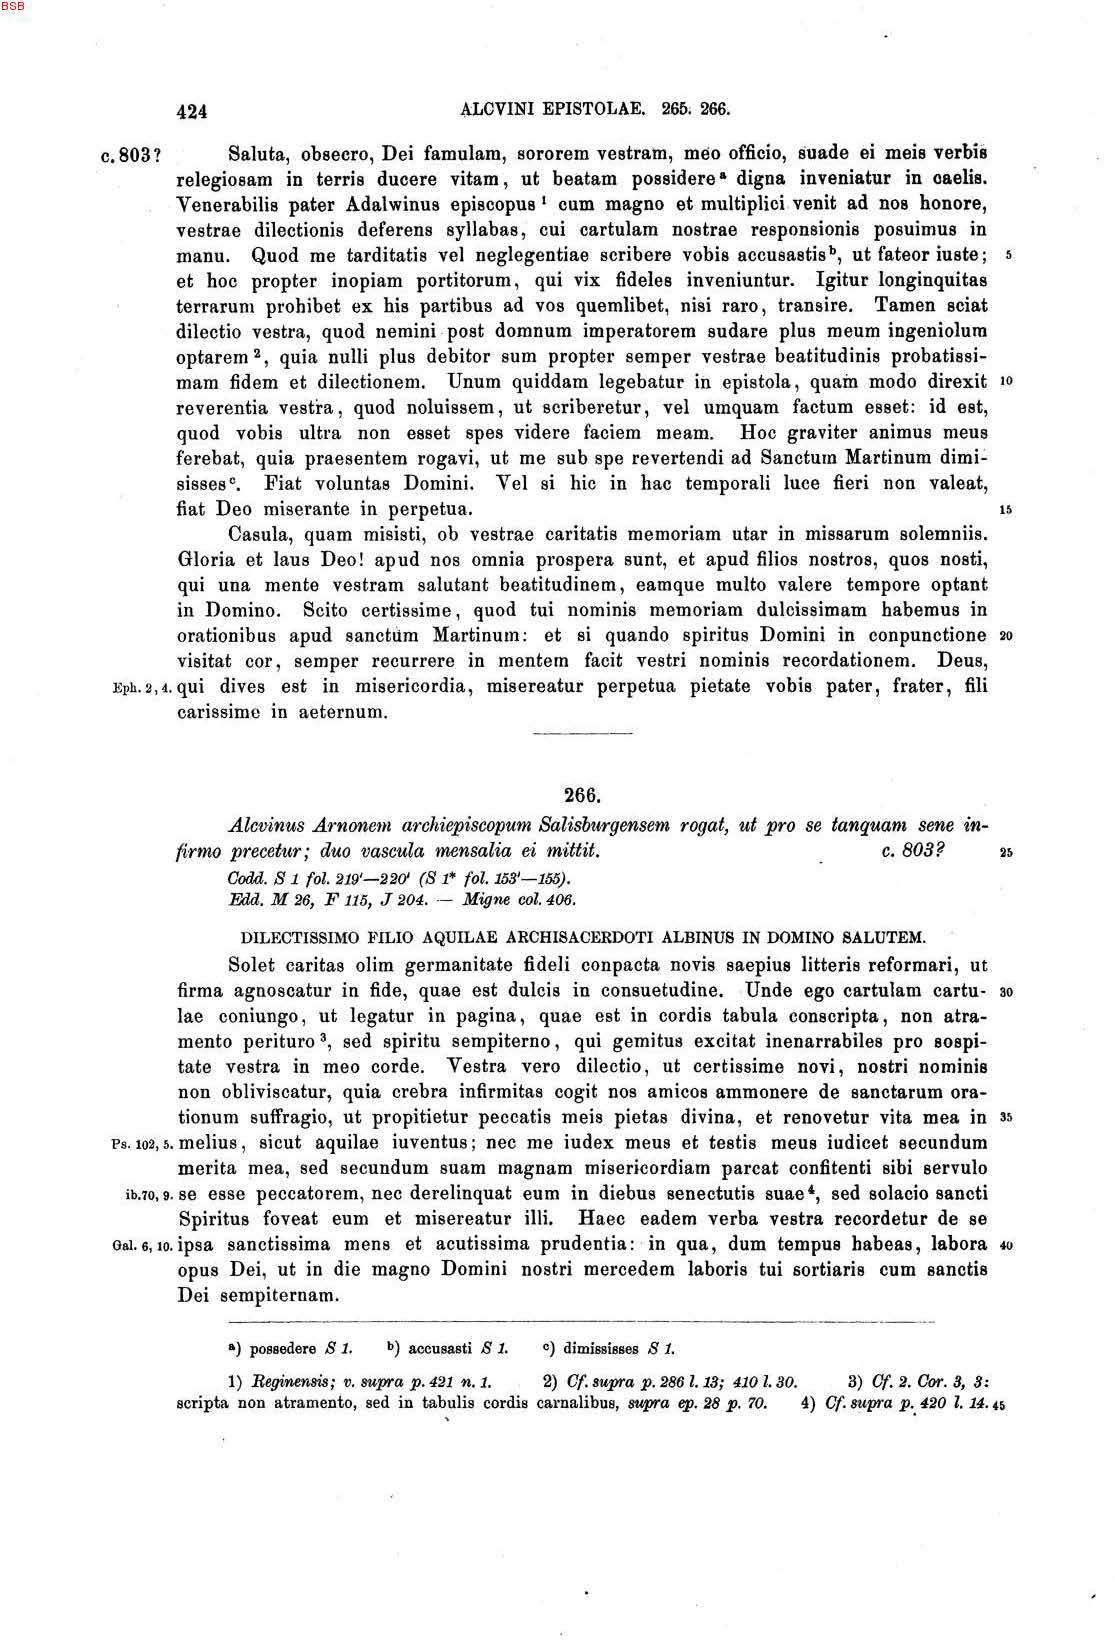 BSB
424 ALCVINI EPISTOLAE. 265. 266.
c. 803? Saluta, obsecro, Dei famulam, sororem vestram, meo officio, suade ei meis verbis
relegiosam in terris ducere vitam, ut beatam possidere a digna inveniatur in caelis.
Venerabilis pater Adalwinus episcopus 1 cum magno et multiplici venit ad nos honore,
vestrae dilectionis deferens syllabas, cui cartulam nostrae responsionis posuimus in
manu. Quod me tarditatis vel neglegentiae scribere vobis accusastis b, ut fateor iuste; 5
et hoc propter inopiam portitorum, qui vix fideles inveniuntur. Igitur longinquitas
terrarum prohibet ex his partibus ad vos quemlibet, nisi raro, transire. Tamen sciat
dilectio vestra, quod nemini post domnum imperatorem sudare plus meum ingeniolum
optarem 2, quia nulli plus debitor sum propter semper vestrae beatitudinis probatissi-
mam fidem et dilectionem. Unum quiddam legebatur in epistola, quam modo direxit 10
reverentia vestra, quod noluissem, ut scriberetur, vel umquam factum esset: id est,
quod vobis ultra non esset spes videre faciem meam. Hoc graviter animus meus
ferebat, quia praesentem rogavi, ut me sub spe revertendi ad Sanctum Martinum dimi-
sisses c. Fiat voluntas Domini. Vel si hic in hac temporali luce fieri non valeat,
fiat Deo miserante in perpetua. 15
Casula, quam misisti, ob vestrae caritatis memoriam utar in missarum solemniis.
Gloria et laus Deo! apud nos omnia prospera sunt, et apud filios nostros, quos nosti,
qui una mente vestram salutant beatitudinem, eamque multo valere tempore optant
in Domino. Scito certissime, quod tui nominis memoriam dulcissimam habemus in
orationibus apud sanctum Martinum: et si quando spiritus Domini in conpunctione 20
visitat cor, semper recurrere in mentem facit vestri nominis recordationem. Deus,
Eph. 2, 4. qui dives est in misericordia, misereatur perpetua pietate vobis pater, frater, fili
carissime in aeternum.
266.
Alcvinus Arnonem archiepiscopum Salisburgensem rogat, ut pro se tanquam sene in-
firmo precetur; duo vascula mensalia ei mittit. c. 803? 25
Codd. S 1 fol. 219'—220' (S 1* fol. 153'—155).
Edd. M 26, F 115, J 204. — Migne col. 406.
DILECTISSIMO FILIO AQUILAE ARCHISACERDOTI ALBINUS IN DOMINO SALUTEM.
Solet caritas olim germanitate fideli conpacta novis saepius litteris reformari, ut
firma agnoscatur in fide, quae est dulcis in consuetudine. Unde ego cartulam cartu- 30
lae coniungo, ut legatur in pagina, quae est in cordis tabula conscripta, non atra-
mento perituro 3, sed spiritu sempiterno, qui gemitus excitat inenarrabiles pro sospi-
tate vestra in meo corde. Vestra vero dilectio, ut certissime novi, nostri nominis
non obliviscatur, quia crebra infirmitas cogit nos amicos ammonere de sanctarum ora-
tionum suffragio, ut propitietur peccatis meis pietas divina, et renovetur vita mea in 35
Ps. 102, 5. melius, sicut aquilae iuventus; nec me iudex meus et testis meus iudicet secundum
merita mea, sed secundum suam magnam misericordiam parcat confitenti sibi servulo
ib. 70, 9. se esse peccatorem, nec derelinquat eum in diebus senectutis suae 4, sed solacio sancti
Spiritus foveat eum et misereatur illi. Haec eadem verba vestra recordetur de se
Gal. 6, 10. ipsa sanctissima mens et acutissima prudentia: in qua, dum tempus habeas, labora 40
opus Dei, ut in die magno Domini nostri mercedem laboris tui sortiaris cum sanctis
Dei sempiternam.
a) possedere S 1. b) accusasti S 1. c) dimississes S 1.
1) Reginensis; v. supra p. 421 n. 1. 2) Cf. supra p. 286 l. 13; 410 l. 30. 3) Cf. 2. Cor. 3, 3:
scripta non atramento, sed in tabulis cordis carnalibus, supra ep. 28 p. 70. 4) Cf. supra p. 420 l. 14. 45